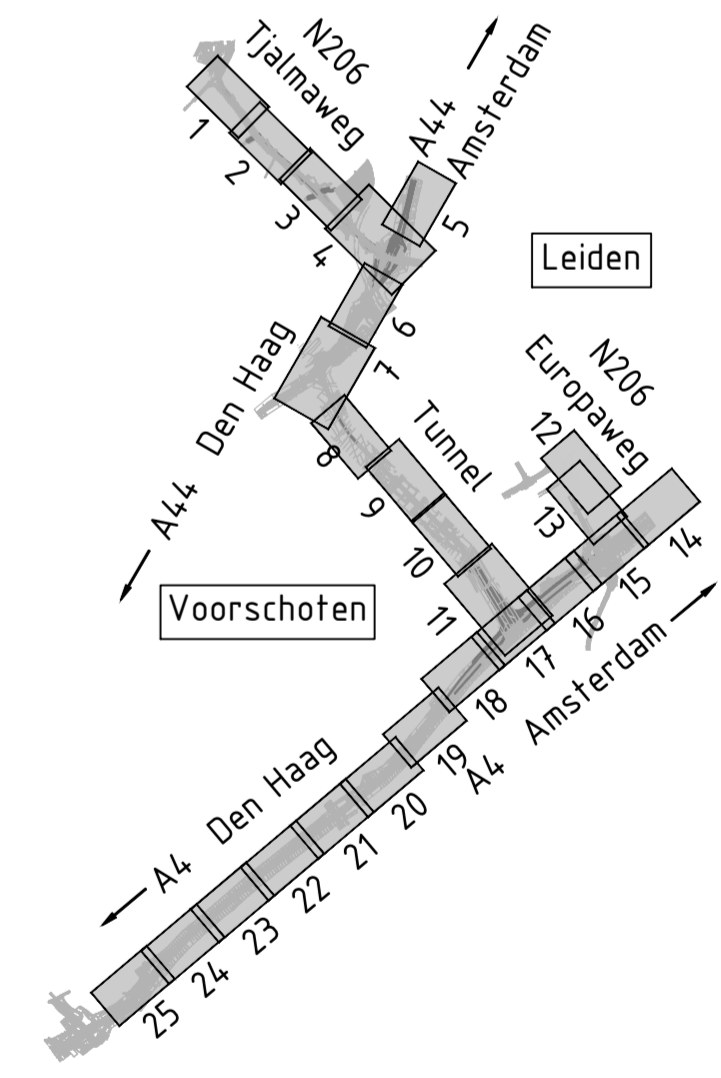 N206
Tjalmaweg
A44
Amsterdam
1
2
3
4
5
Leiden
6
7
A44 Den Haag
8
Tunnel
N206
Europaweg
9
10
11
12
13
14
15
16
17
18
19
Voorschoten
A4 Amsterdam
A4 Den Haag
20
21
22
23
24
25